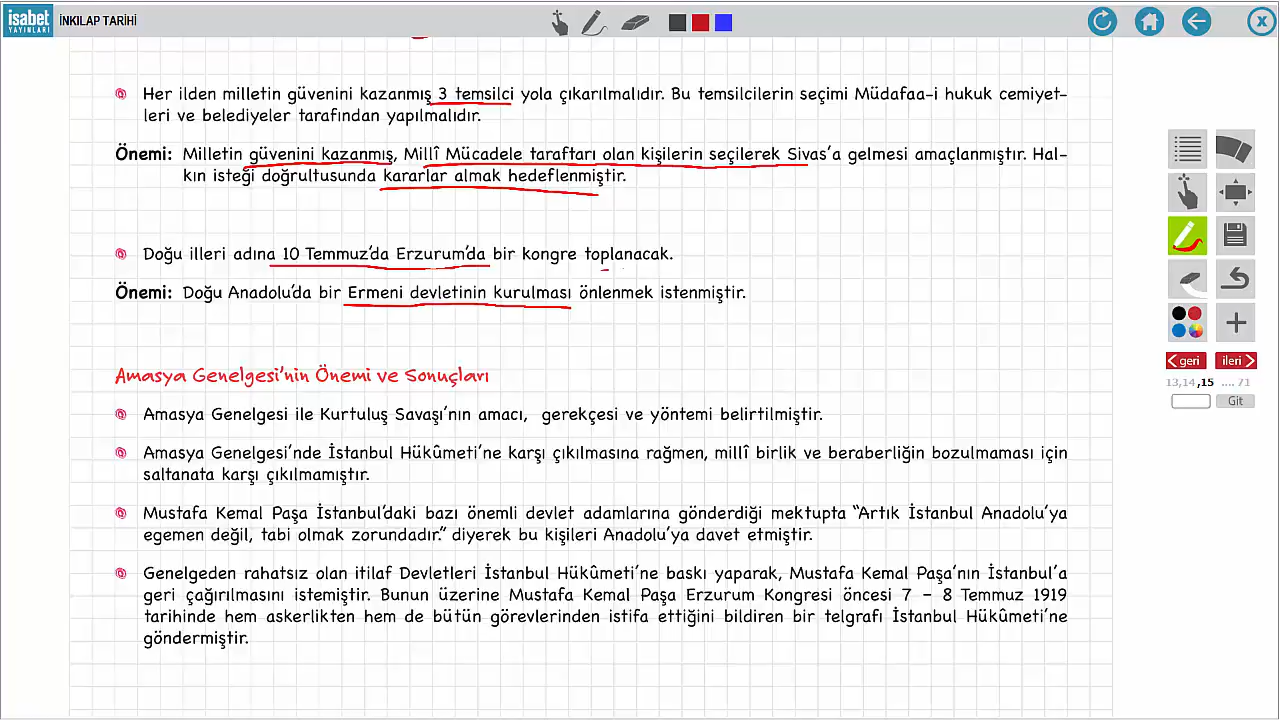 isabet
YAYINLARI
İNKILAP TARİHİ
Her ilden milletin güvenini kazanmış 3 temsilci yola çıkarılmalıdır. Bu temsilcilerin seçimi Müdafaa-i hukuk cemiyet-
leri ve belediyeler tarafından yapılmalıdır.
Önemi: Milletin güvenini kazanmış, Millî Mücadele taraftarı olan kişilerin seçilerek Sivas'a gelmesi amaçlanmıştır. Hal-
kın isteği doğrultusunda kararlar almak hedeflenmiştir.
Doğu illeri adına 10 Temmuz'da Erzurum'da bir kongre toplanacak.
Önemi: Doğu Anadolu'da bir Ermeni devletinin kurulması önlenmek istenmiştir.
Amasya Genelgesi'nin Önemi ve Sonuçları
Amasya Genelgesi ile Kurtuluş Savaşı'nın amacı, gerekçesi ve yöntemi belirtilmiştir.
Amasya Genelgesi'nde İstanbul Hükûmeti'ne karşı çıkılmasına rağmen, millî birlik ve beraberliğin bozulmaması için
saltanata karşı çıkılmamıştır.
Mustafa Kemal Paşa İstanbul'daki bazı önemli devlet adamlarına gönderdiği mektupta "Artık İstanbul Anadolu'ya
egemen değil, tabi olmak zorundadır." diyerek bu kişileri Anadolu'ya davet etmiştir.
Genelgeden rahatsız olan itilaf Devletleri İstanbul Hükûmeti'ne baskı yaparak, Mustafa Kemal Paşa'nın İstanbul'a
geri çağırılmasını istemiştir. Bunun üzerine Mustafa Kemal Paşa Erzurum Kongresi öncesi 7 – 8 Temmuz 1919
tarihinde hem askerlikten hem de bütün görevlerinden istifa ettiğini bildiren bir telgrafı İstanbul Hükûmeti'ne
göndermiştir.
geri ileri
13,14,15 .... 71
Git